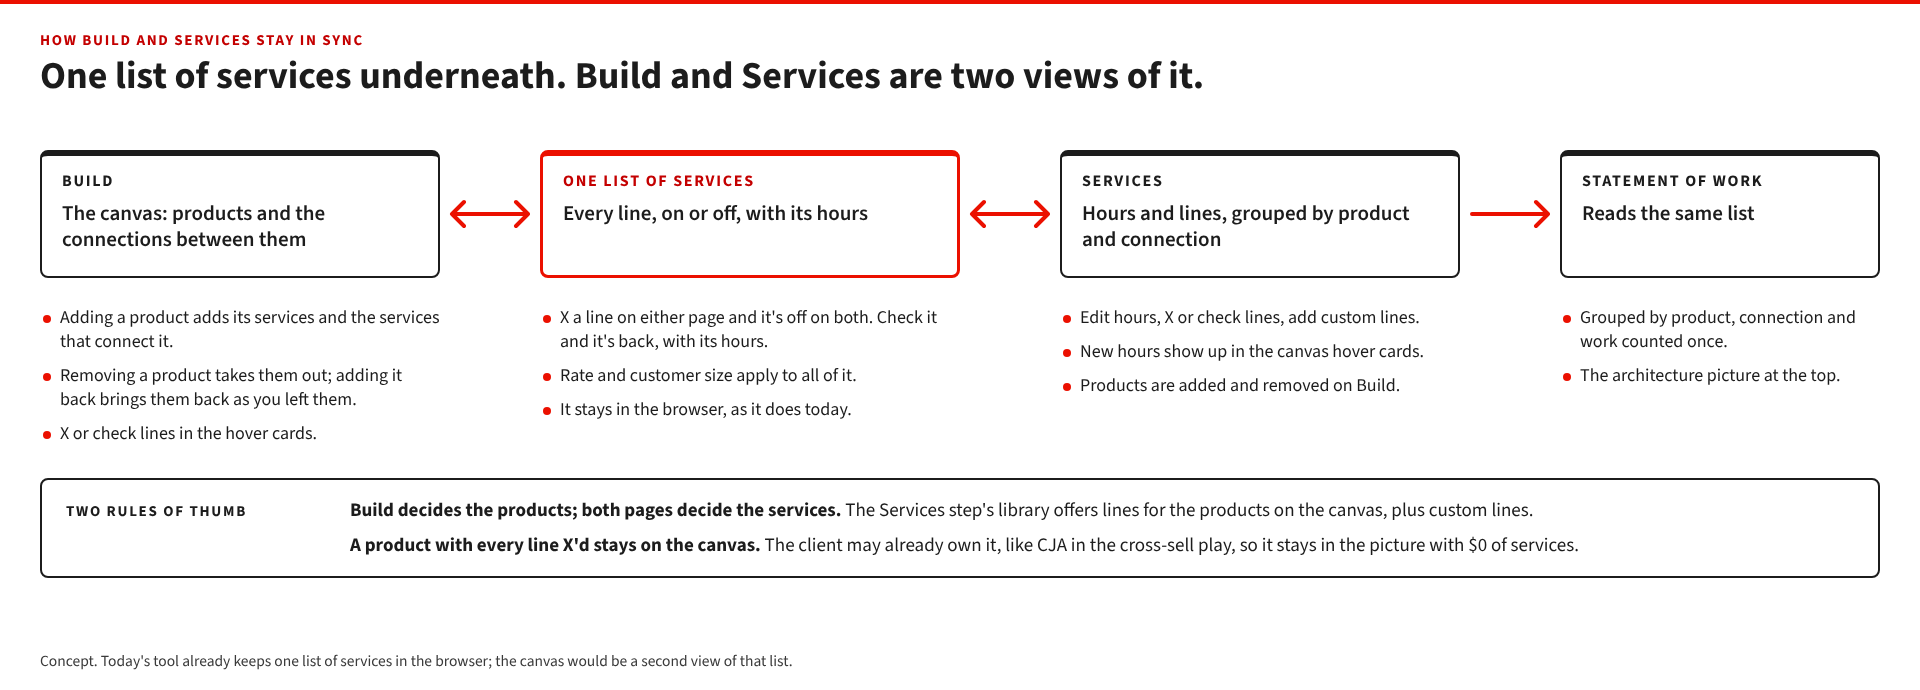 HOW BUILD AND SERVICES STAY IN SYNC
One list of services underneath. Build and Services are two views of it.
BUILD
The canvas: products and the
connections between them
Adding a product adds its services and the services
that connect it.
Removing a product takes them out; adding it
back brings them back as you left them.
X or check lines in the hover cards.
ONE LIST OF SERVICES
Every line, on or off, with its hours
X a line on either page and it's off on both. Check it
and it's back, with its hours.
Rate and customer size apply to all of it.
It stays in the browser, as it does today.
SERVICES
Hours and lines, grouped by product
and connection
Edit hours, X or check lines, add custom lines.
New hours show up in the canvas hover cards.
Products are added and removed on Build.
STATEMENT OF WORK
Reads the same list
Grouped by product, connection and
work counted once.
The architecture picture at the top.
TWO RULES OF THUMB
Build decides the products; both pages decide the services. The Services step's library offers lines for the products on the canvas, plus custom lines.
A product with every line X'd stays on the canvas. The client may already own it, like CJA in the cross-sell play, so it stays in the picture with $0 of services.
Concept. Today's tool already keeps one list of services in the browser; the canvas would be a second view of that list.